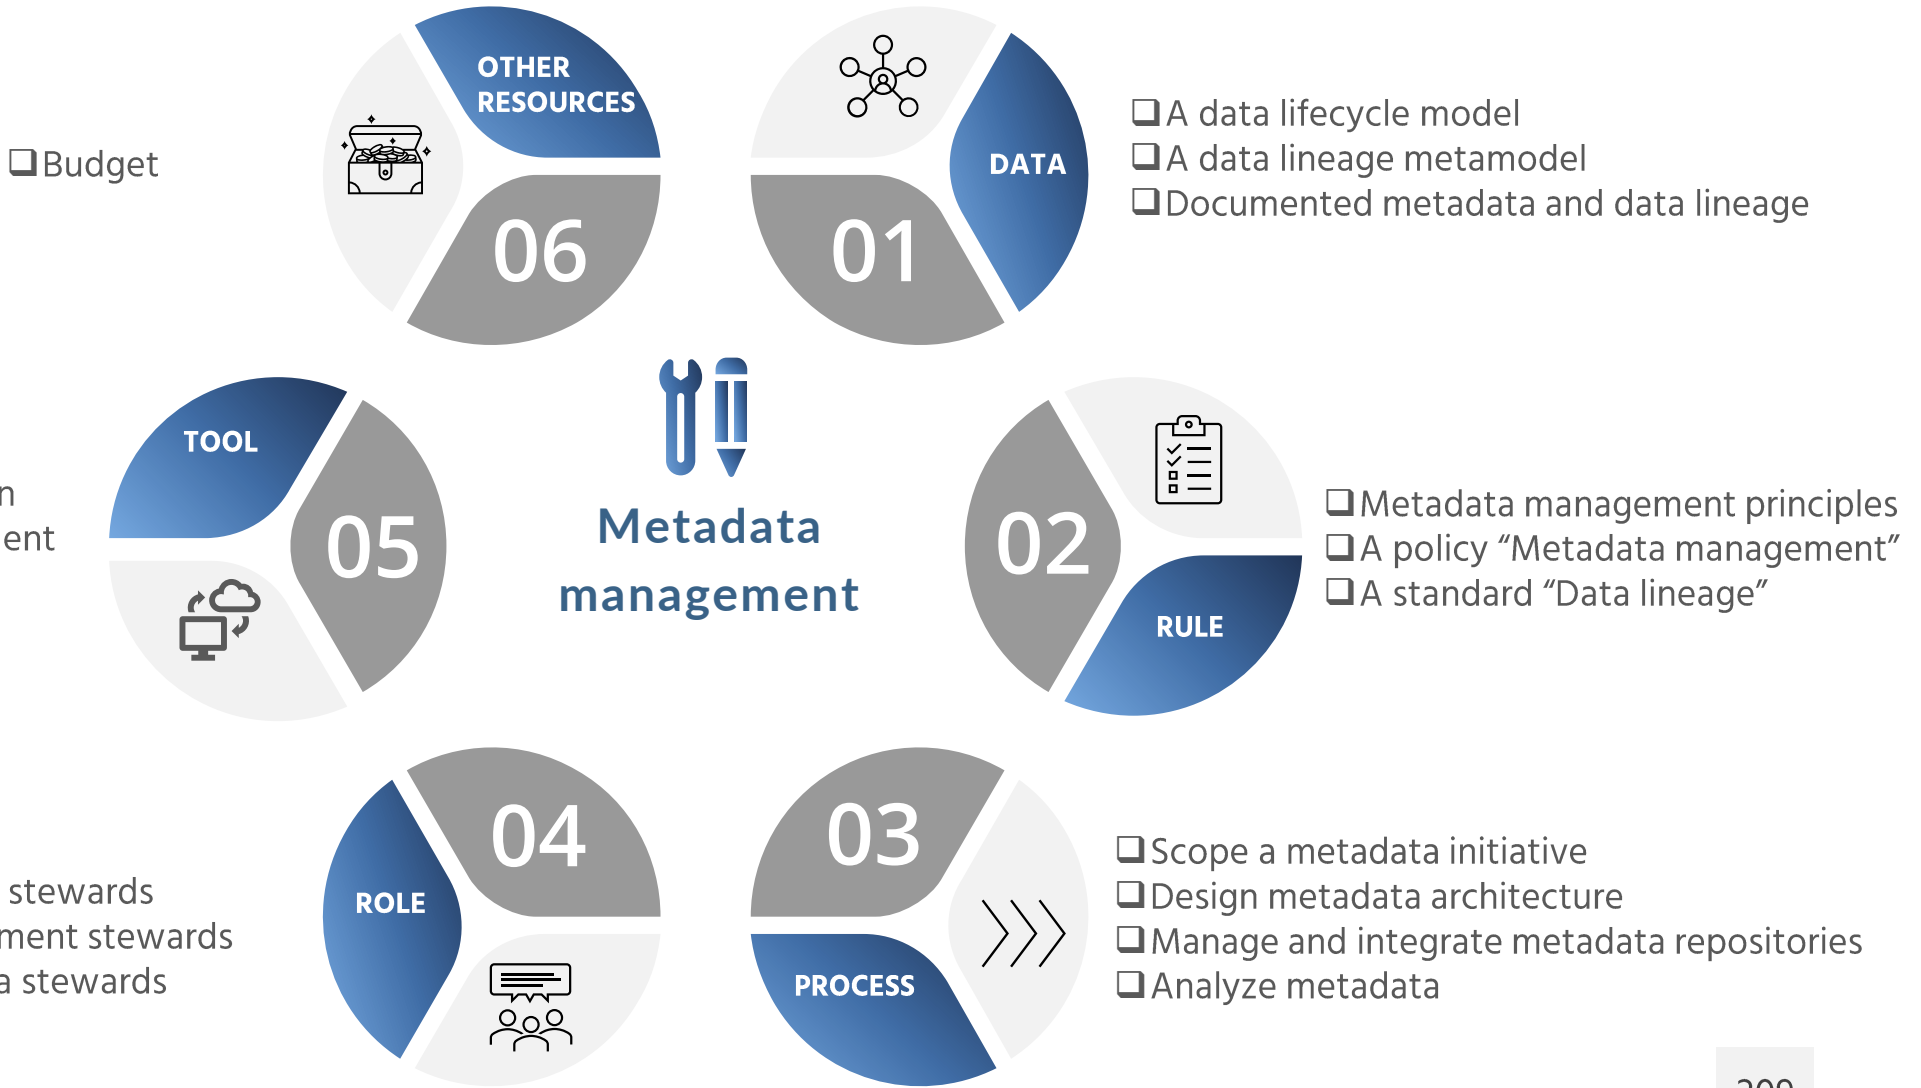 OTHER
RESOURCES
Budget
06
DATA
01
A data lifecycle model
A data lineage metamodel
Documented metadata and data lineage
TOOL
05
ent
Metadata
management
02
RULE
Metadata management principles
A policy “Metadata management”
A standard “Data lineage”
04
ROLE
stewards
ment stewards
a stewards
03
PROCESS
Scope a metadata initiative
Design metadata architecture
Manage and integrate metadata repositories
Analyze metadata